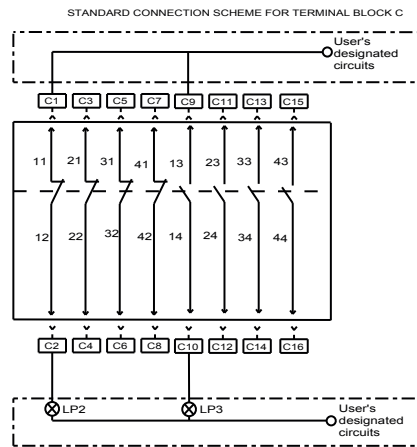 STANDARD CONNECTION SCHEME FOR TERMINAL BLOCK C
User's
designated
circuits
C1 C3 C5 C7 C9 C11 C13 C15
11 21 31 41 13 23 33 43
12 22 32 42 14 24 34 44
C2 C4 C6 C8 C10 C12 C14 C16
LP2 LP3
User's
designated
circuits